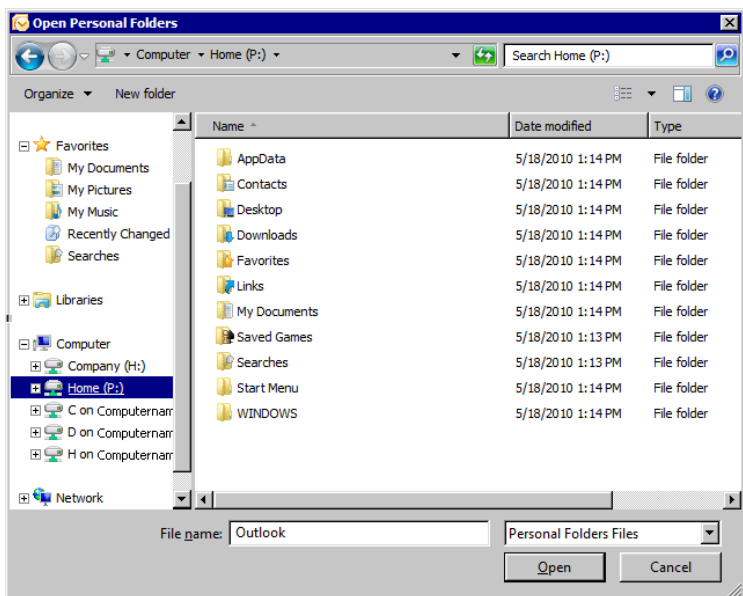 Open Personal Folders
Computer Home (P:)
Search Home (P:)
Organize New folder
Name Date modified Type
Favorites
My Documents
My Pictures
My Music
Recently Changed
Searches
Libraries
Computer
Company (H:)
Home (P:)
C on Computernam
D on Computernam
H on Computernam
Network
AppData 5/18/2010 1:14 PM File folder
Contacts 5/18/2010 1:14 PM File folder
Desktop 5/18/2010 1:14 PM File folder
Downloads 5/18/2010 1:14 PM File folder
Favorites 5/18/2010 1:14 PM File folder
Links 5/18/2010 1:14 PM File folder
My Documents 5/18/2010 1:14 PM File folder
Saved Games 5/18/2010 1:13 PM File folder
Searches 5/18/2010 1:13 PM File folder
Start Menu 5/18/2010 1:14 PM File folder
WINDOWS 5/18/2010 1:14 PM File folder
File name: Outlook Personal Folders Files
Open Cancel